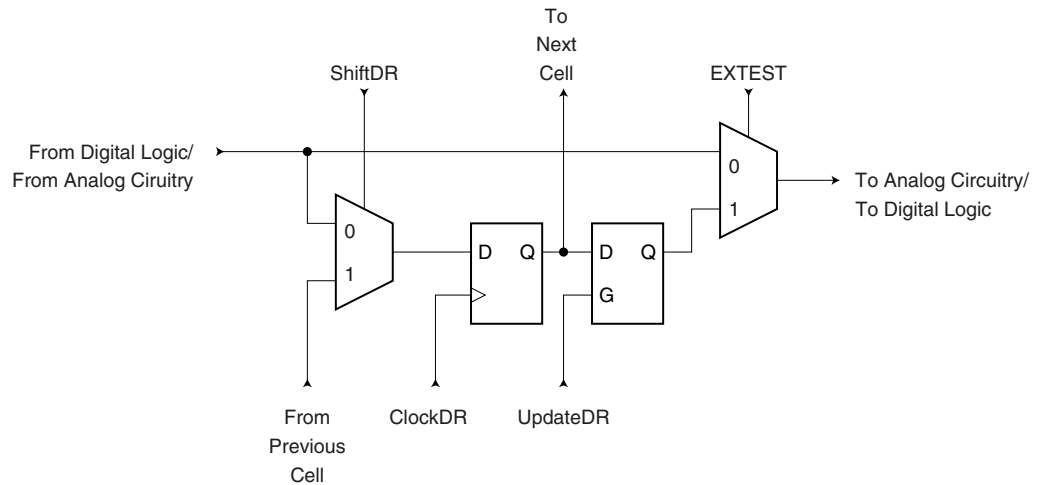 To
Next
Cell
ShiftDR
EXTEST
From Digital Logic/
From Analog Ciruitry
0
1
To Analog Circuitry/
To Digital Logic
0
1
D Q
D Q
G
From
Previous
Cell
ClockDR
UpdateDR